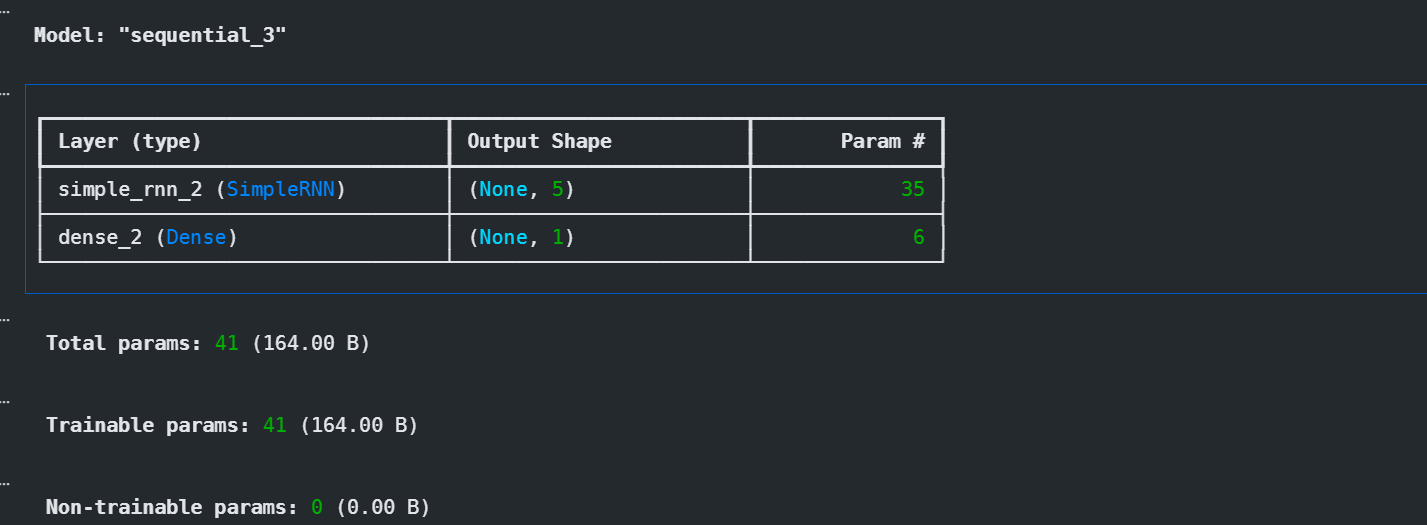 Model: "sequential_3"
Layer (type) Output Shape Param #
simple_rnn_2 (SimpleRNN) (None, 5) 35
dense_2 (Dense) (None, 1) 6
Total params: 41 (164.00 B)
Trainable params: 41 (164.00 B)
Non-trainable params: 0 (0.00 B)